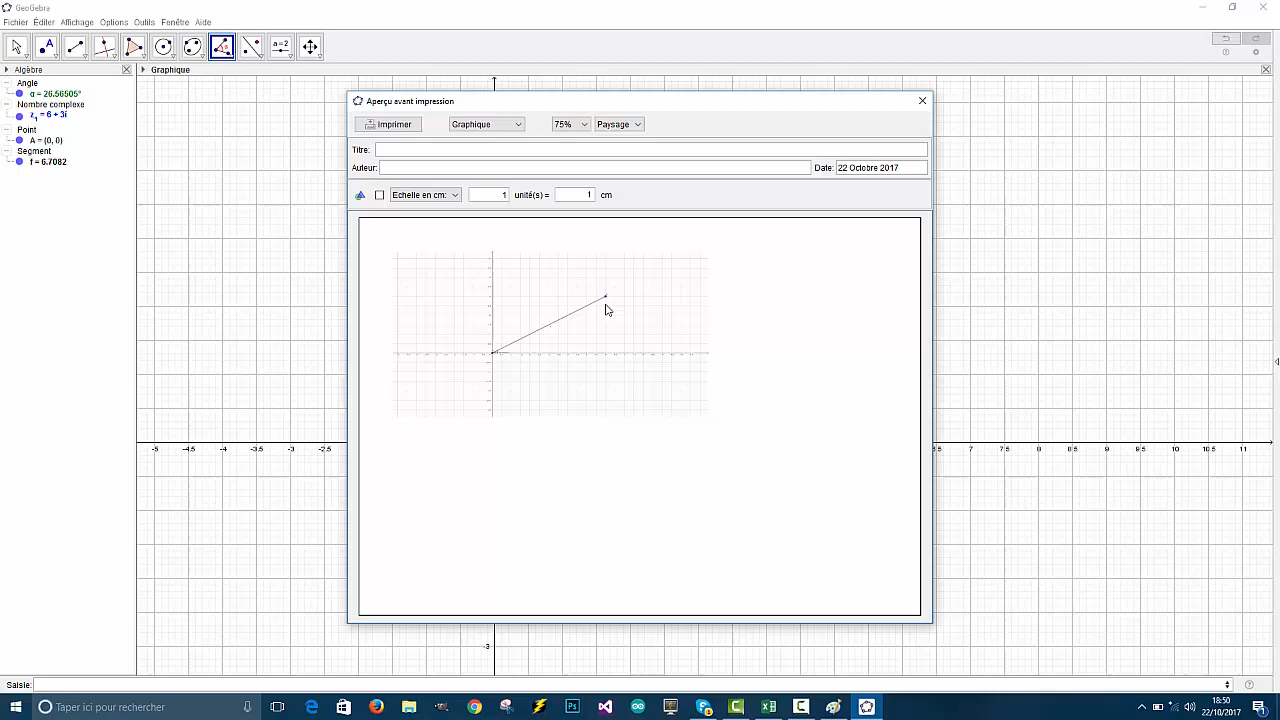 GeoGebra
Fichier Éditer Affichage Options Outils Fenêtre Aide
A
a=2
Algèbre
Graphique
Angle
α = 26.56505°
Nombre complexe
z1 = 6 + 3i
Point
A = (0, 0)
Segment
f = 6.7082
Aperçu avant impression
Imprimer Graphique 75% Paysage
Titre:
Auteur: Date: 22 Octobre 2017
Echelle en cm: 1 unité(s) = 1 cm
-5 -4.5 -4 -3.5 -3 -2.5 6.5 7 7.5 8 8.5 9 9.5 10 10.5 11
-3
Saisie:
Taper ici pour rechercher
18:50
22/10/2017